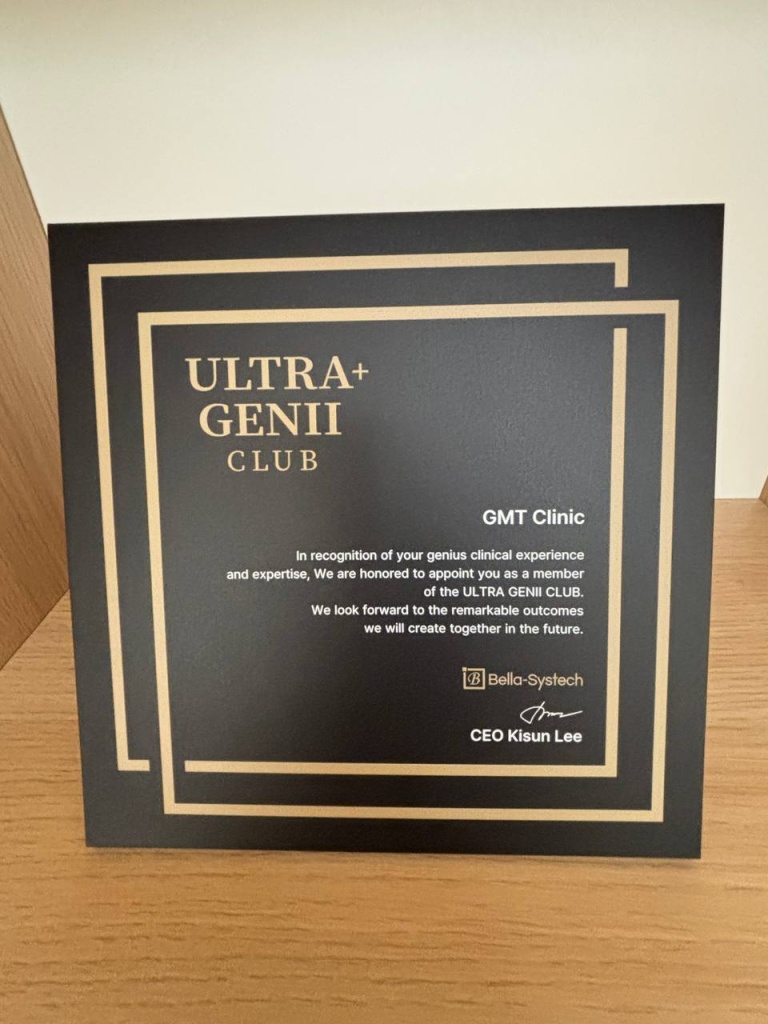 ULTRA+
GENII
CLUB
GMT Clinic
In recognition of your genius clinical experience
and expertise, We are honored to appoint you as a member
of the ULTRA GENII CLUB.
We look forward to the remarkable outcomes
we will create together in the future.
B Bella-Systech
CEO Kisun Lee